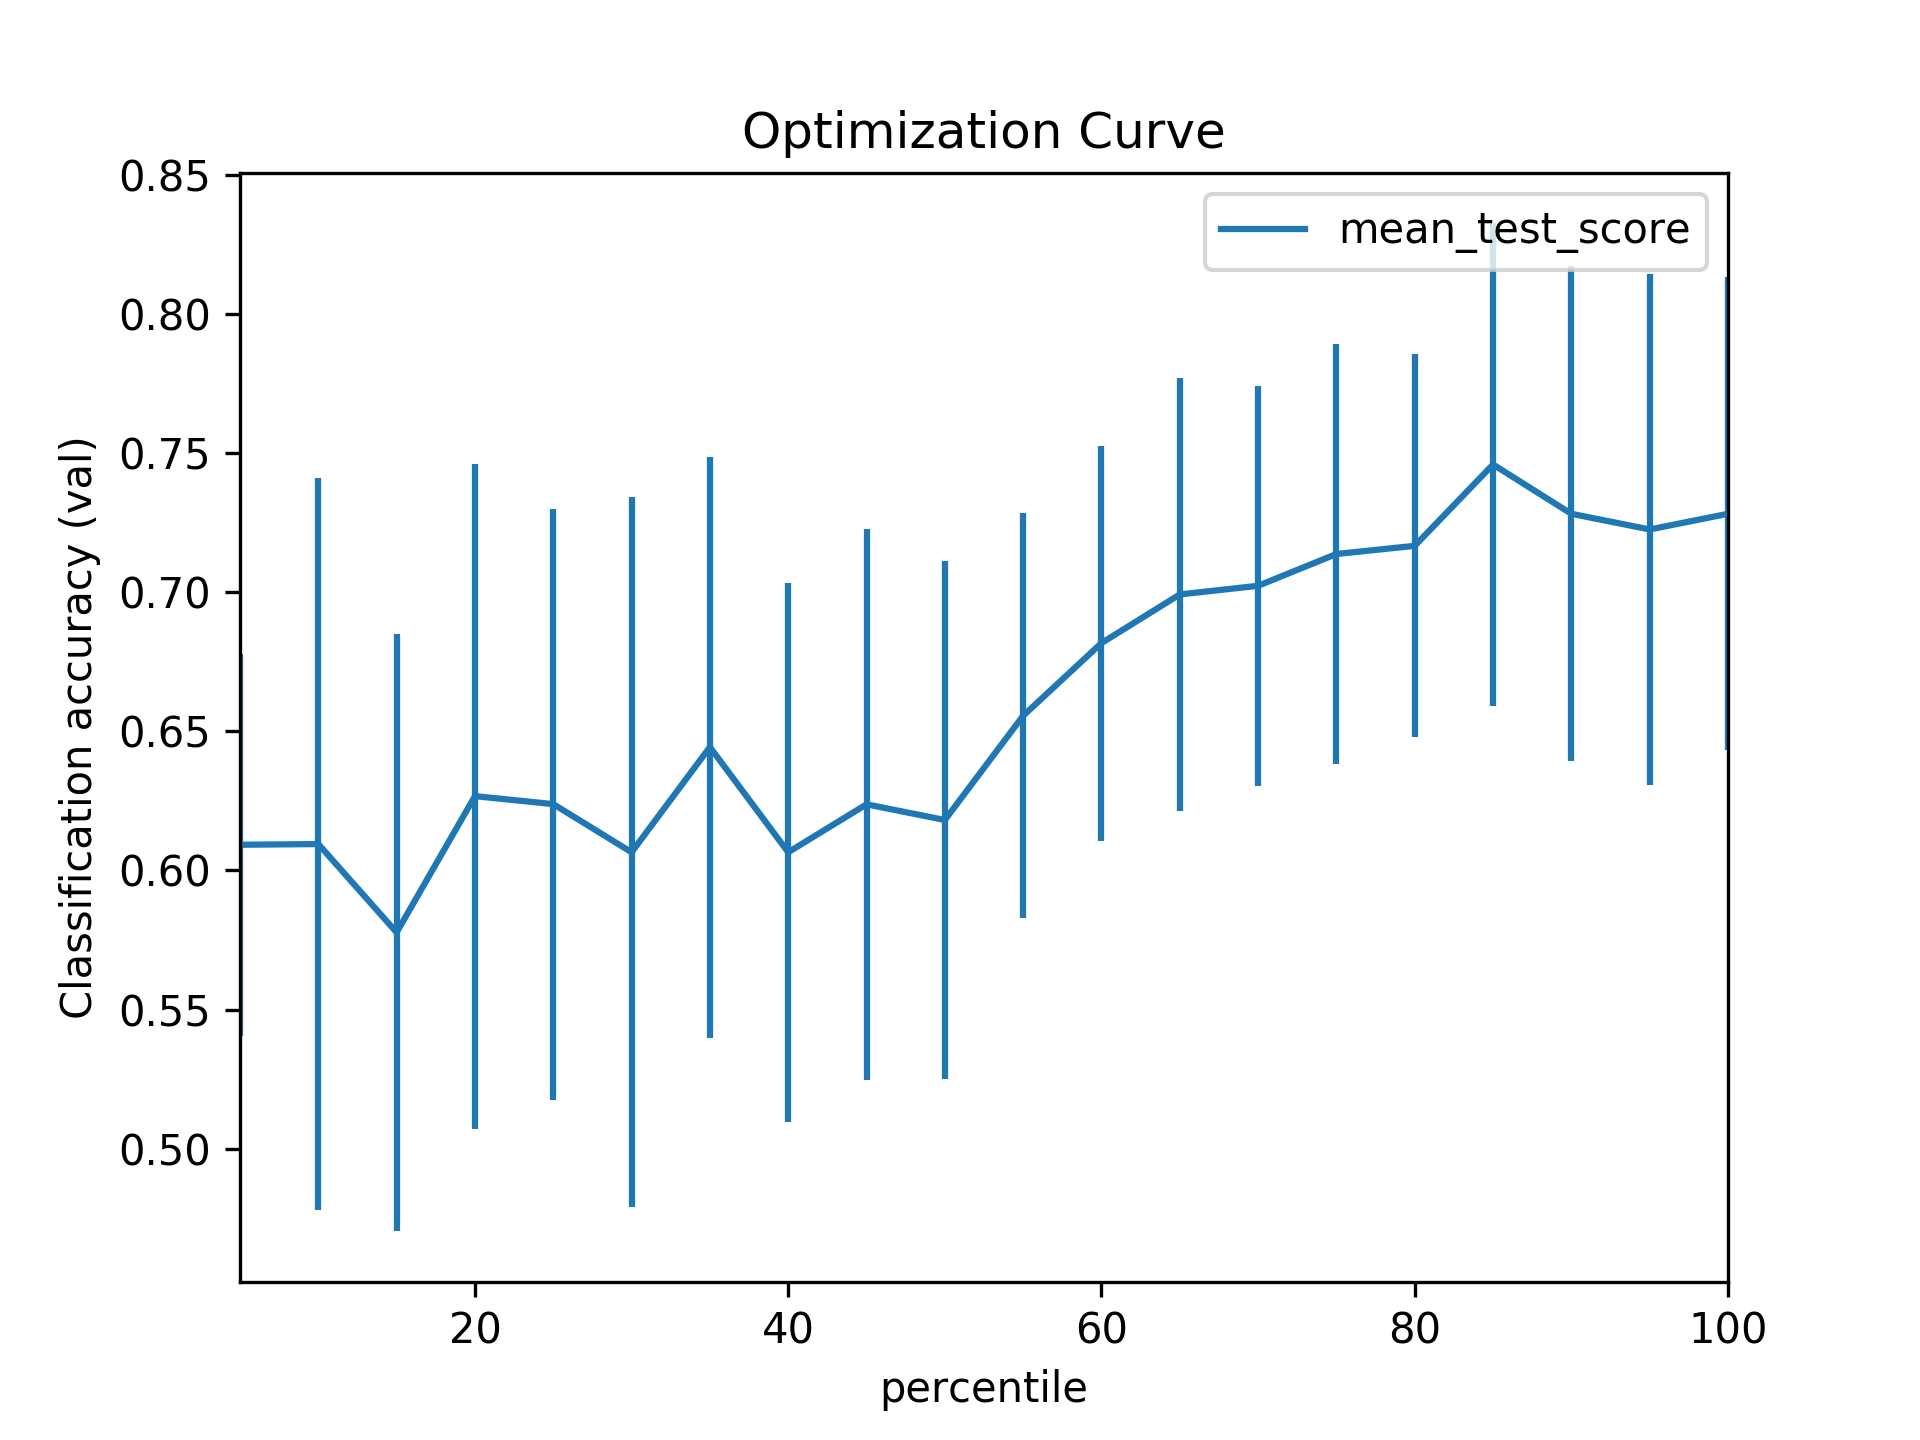 Optimization Curve
mean_test_score
0.85
0.80
0.75
0.70
0.65
0.60
0.55
0.50
Classification accuracy (val)
20 40 60 80 100
percentile